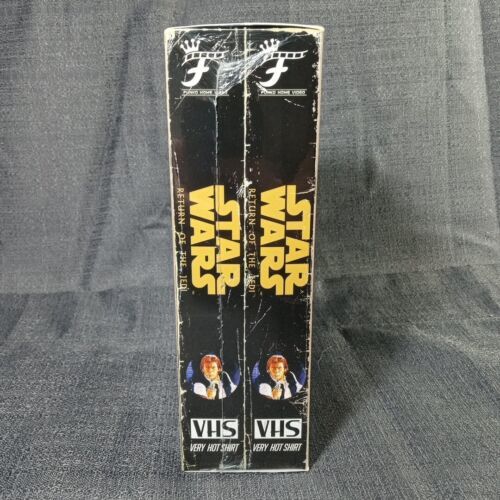 F
FUNKO HOME VIDEO
STAR
WARS
RETURN OF THE JEDI
VHS
VERY HOT SHIRT
F
FUNKO HOME VIDEO
STAR
WARS
RETURN OF THE JEDI
VHS
VERY HOT SHIRT